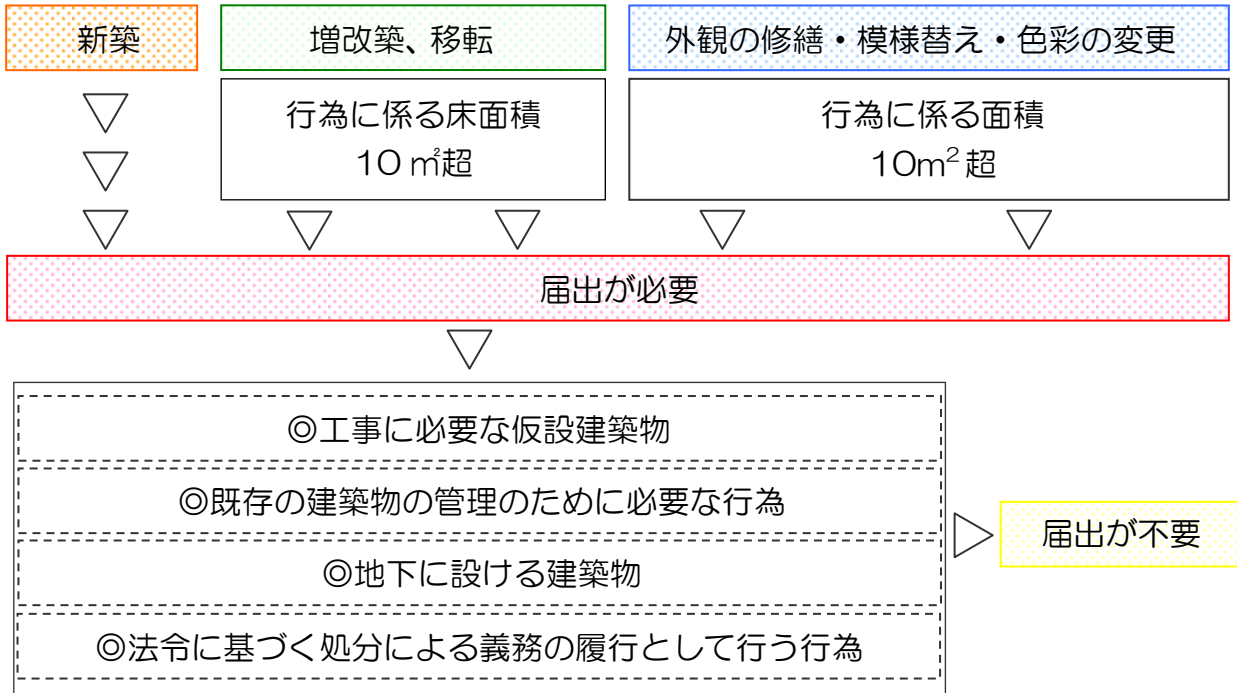 新築
増改築、移転
外観の修繕・模様替え・色彩の変更
行為に係る床面積
10㎡超
行為に係る面積
10m²超
届出が必要
◎工事に必要な仮設建築物
◎既存の建築物の管理のために必要な行為
◎地下に設ける建築物
◎法令に基づく処分による義務の履行として行う行為
届出が不要